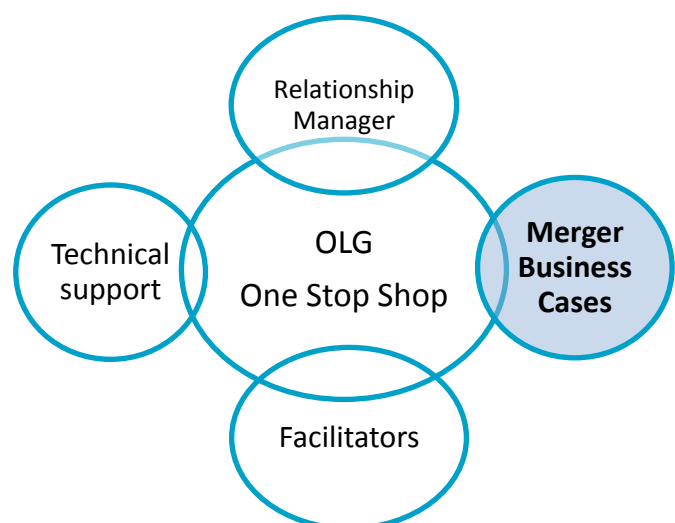 Relationship
Manager
Technical
support
OLG
One Stop Shop
Merger
Business
Cases
Facilitators